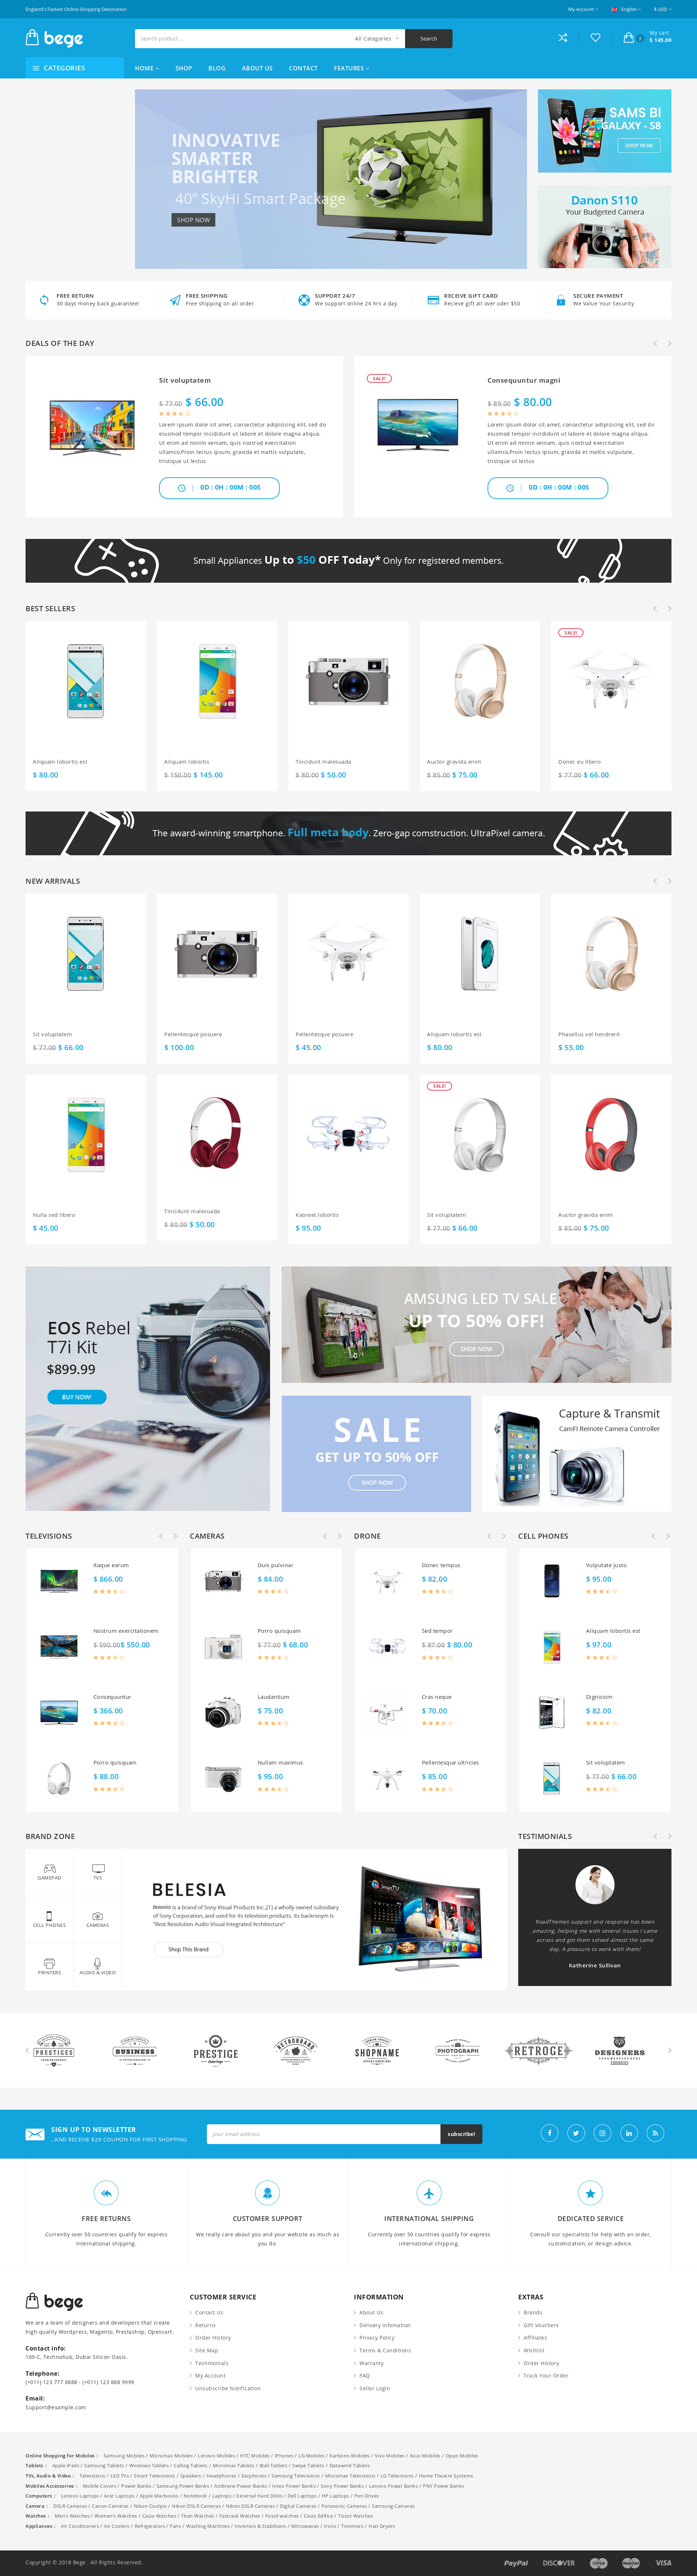 England's Fastest Online Shopping Destination
My Account
English
$ USD
bege
Search product...
All Categories
Search
My cart
$ 145.00
CATEGORIES
HOME
SHOP
BLOG
ABOUT US
CONTACT
FEATURES
INNOVATIVE
SMARTER
BRIGHTER
40” SkyHi Smart Package
SHOP NOW
SAMS BI
GALAXY - S8
SHOP NOW
Danon S110
Your Budgeted Camera
FREE RETURN
30 days money back guarantee!
FREE SHIPPING
Free shipping on all order
SUPPORT 24/7
We support online 24 hrs a day
RECEIVE GIFT CARD
Recieve gift all over oder $50
SECURE PAYMENT
We Value Your Security
DEALS OF THE DAY
Sit voluptatem
$ 77.00 $ 66.00
Lorem ipsum dolor sit amet, consectetur adipisicing elit, sed do
eiusmod tempor incididunt ut labore et dolore magna aliqua.
Ut enim ad minim veniam, quis nostrud exercitation
ullamco,Proin lectus ipsum, gravida et mattis vulputate,
tristique ut lectus
0D : 0H : 00M : 00S
SALE!
Consequuntur magni
$ 89.00 $ 80.00
Lorem ipsum dolor sit amet, consectetur adipisicing elit, sed do
eiusmod tempor incididunt ut labore et dolore magna aliqua.
Ut enim ad minim veniam, quis nostrud exercitation
ullamco,Proin lectus ipsum, gravida et mattis vulputate,
tristique ut lectus
0D : 0H : 00M : 00S
Small Appliances Up to $50 OFF Today* Only for registered members.
BEST SELLERS
Aliquam lobortis est
$ 80.00
Aliquam lobortis
$ 150.00 $ 145.00
Tincidunt malesuada
$ 80.00 $ 50.00
Auctor gravida enim
$ 85.00 $ 75.00
SALE!
Donec eu libero
$ 77.00 $ 66.00
The award-winning smartphone. Full meta body. Zero-gap comstruction. UltraPixel camera.
NEW ARRIVALS
Sit voluptatem
$ 77.00 $ 66.00
Pellentesque posuere
$ 100.00
Pellentesque posuere
$ 45.00
Aliquam lobortis est
$ 80.00
Phasellus vel hendrerit
$ 55.00
Nulla sed libero
$ 45.00
Tincidunt malesuada
$ 80.00 $ 50.00
Kaoreet lobortis
$ 95.00
SALE!
Sit voluptatem
$ 77.00 $ 66.00
Auctor gravida enim
$ 85.00 $ 75.00
EOS Rebel
T7i Kit
$899.99
BUY NOW!
AMSUNG LED TV SALE
UP TO 50% OFF!
SHOP NOW
SALE
GET UP TO 50% OFF
SHOP NOW
Capture & Transmit
CamFI Remote Camera Controller
TELEVISIONS
Itaque earum
$ 866.00
Nostrum exercitationem
$ 590.00$ 550.00
Consequuntur
$ 366.00
Porro quisquam
$ 88.00
CAMERAS
Duis pulvinar
$ 84.00
Porro quisquam
$ 77.00 $ 68.00
Laudantium
$ 75.00
Nullam maximus
$ 95.00
DRONE
Donec tempus
$ 82.00
Sed tempor
$ 87.00 $ 80.00
Cras neque
$ 70.00
Pellentesque ultricies
$ 85.00
CELL PHONES
Vulputate justo
$ 95.00
Aliquam lobortis est
$ 97.00
Dignissim
$ 82.00
Sit voluptatem
$ 77.00 $ 66.00
BRAND ZONE
GAMEPAD
TVS
CELL PHONES
CAMERAS
PRINTERS
AUDIO & VIDEO
BELESIA
Belesia is a brand of Sony Visual Products Inc.,[1] a wholly owned subsidiary
of Sony Corporation, and used for its television products. Its backronym is
"Best Revolution Audio Visual Integrated Architecture"
Shop This Brand
TESTIMONIALS
RoadThemes support and response has been
amazing, helping me with several issues I came
across and got them solved almost the same
day. A pleasure to work with them!
Katherine Sullivan
PRESTIGES
BUSINESS
PRESTIGE
RETROBRAND
SHOPNAME
PHOTOGRAPH
RETROGE
DESIGNERS
SIGN UP TO NEWSLETTER
...AND RECEIVE $29 COUPON FOR FIRST SHOPPING
your email address
subscribe!
FREE RETURNS
Currently over 50 countries qualify for express
international shipping.
CUSTOMER SUPPORT
We really care about you and your website as much as
you do.
INTERNATIONAL SHIPPING
Currently over 50 countries qualify for express
international shipping.
DEDICATED SERVICE
Consult our specialists for help with an order,
customization, or design advice.
bege
We are a team of designers and developers that create
high quality Wordpress, Magento, Prestashop, Opencart.
Contact info:
169-C, Technohub, Dubai Silicon Oasis.
Telephone:
(+011) 123 777 8888 - (+011) 123 888 9999
Email:
Support@example.com
CUSTOMER SERVICE
Contact Us
Returns
Order History
Site Map
Testimonials
My Account
Unsubscribe Notification
INFORMATION
About Us
Delivery Infomation
Privacy Policy
Terms & Conditions
Warranty
FAQ
Seller Login
EXTRAS
Brands
Gift Vouchers
Affiliates
Wishlist
Order History
Track Your Order
Online Shopping for Mobiles : Samsung Mobiles / Micromax Mobiles / Lenovo Mobiles / HTC Mobiles / IPhones / LG Mobiles / Karbonn Mobiles / Vivo Mobiles / Asus Mobiles / Oppo Mobiles
Tablets : Apple iPads / Samsung Tablets / Windows Tablets / Calling Tablets / Micromax Tablets / iBall Tablets / Swipe Tablets / Datawind Tablets
TVs, Audio & Video : Televisions / LED TVs / Smart Televisions / Speakers / Headphones / Earphones / Samsung Televisions / Micromax Televisions / LG Televisions / Home Theatre Systems
Mobiles Accessories : Mobile Covers / Power Banks / Samsung Power Banks / Ambrane Power Banks / Intex Power Banks / Sony Power Banks / Lenovo Power Banks / PNY Power Banks
Computers : Lenovo Laptops / Acer Laptops / Apple Macbooks / Notebook / Laptops / External Hard Disks / Dell Laptops / HP Laptops / Pen Drives
Camera : DSLR Cameras / Canon Cameras / Nikon Coolpix / Nikon DSLR Cameras / Nikon DSLR Cameras / Digital Cameras / Panasonic Cameras / Samsung Cameras
Watches : Men's Watches / Women's Watches / Casio Watches / Titan Watches / Fastrack Watches / Fossil watches / Casio Edifice / Tissot Watches
Appliances : Air Conditioners / Air Coolers / Refrigerators / Fans / Washing Machines / Inverters & Stabilizers / Mircowaves / Irons / Trimmers / Hair Dryers
Copyright © 2018 Bege . All Rights Reserved.
PayPal
DISCOVER
VISA